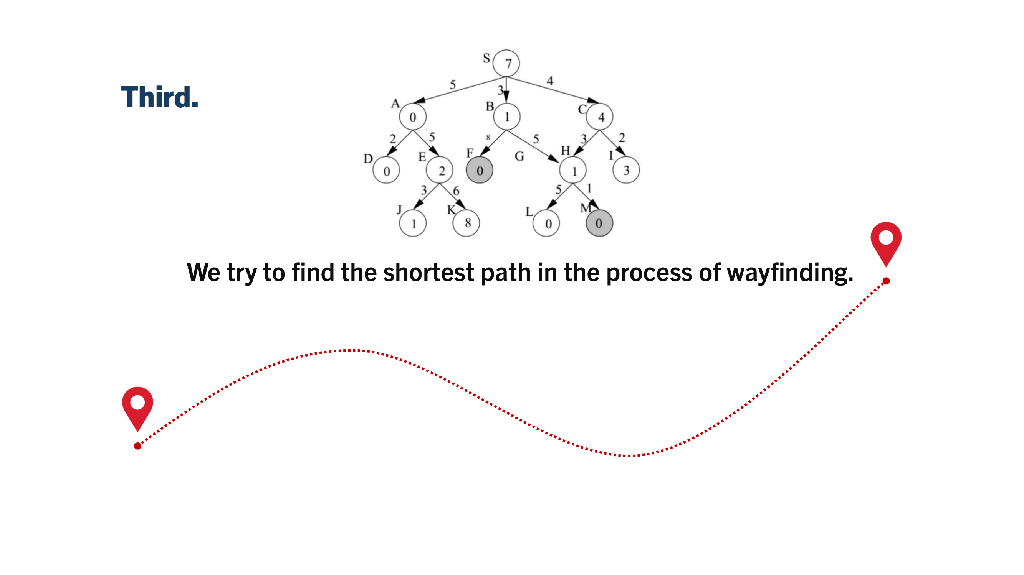 Third.
S 7
5 3 4
A 0 B 1 C 4
2 5 8 5 3 2
D 0 E 2 F 0 G H 1 I 3
3 6 5 1
J 1 K 8 L 0 M 0
We try to find the shortest path in the process of wayfinding.